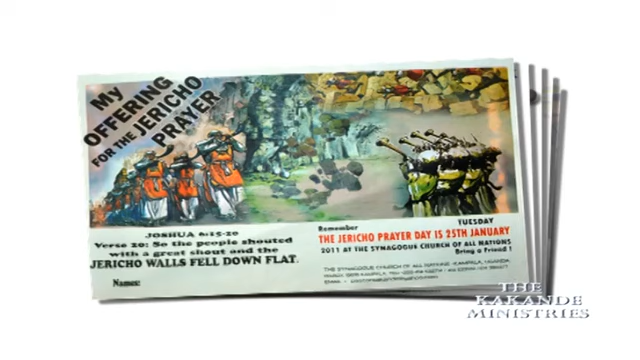 My
OFFERING
FOR THE JERICHO
PRAYER
JOSHUA 6:15-20
Verse 20: So the people shouted
with a great shout and the
JERICHO WALLS FELL DOWN FLAT.
Names:
Remember
TUESDAY
THE JERICHO PRAYER DAY IS 25TH JANUARY
2011 AT THE SYNAGOGUE CHURCH OF ALL NATIONS
Bring a Friend !
THE SYNAGOGUE CHURCH OF ALL NATIONS KAMPALA, UGANDA
THE
KAKANDE
MINISTRIES